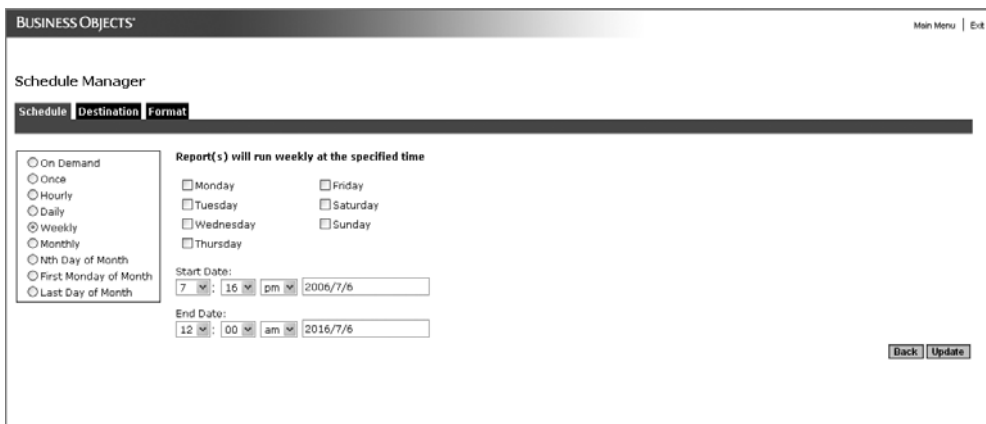 BUSINESS OBJECTS
Main Menu | Exit
Schedule Manager
Schedule Destination Format
On Demand
Once
Hourly
Daily
Weekly
Monthly
Nth Day of Month
First Monday of Month
Last Day of Month
Report(s) will run weekly at the specified time
Monday Friday
Tuesday Saturday
Wednesday Sunday
Thursday
Start Date:
7 : 16 pm 2006/7/6
End Date:
12 : 00 am 2016/7/6
Back Update